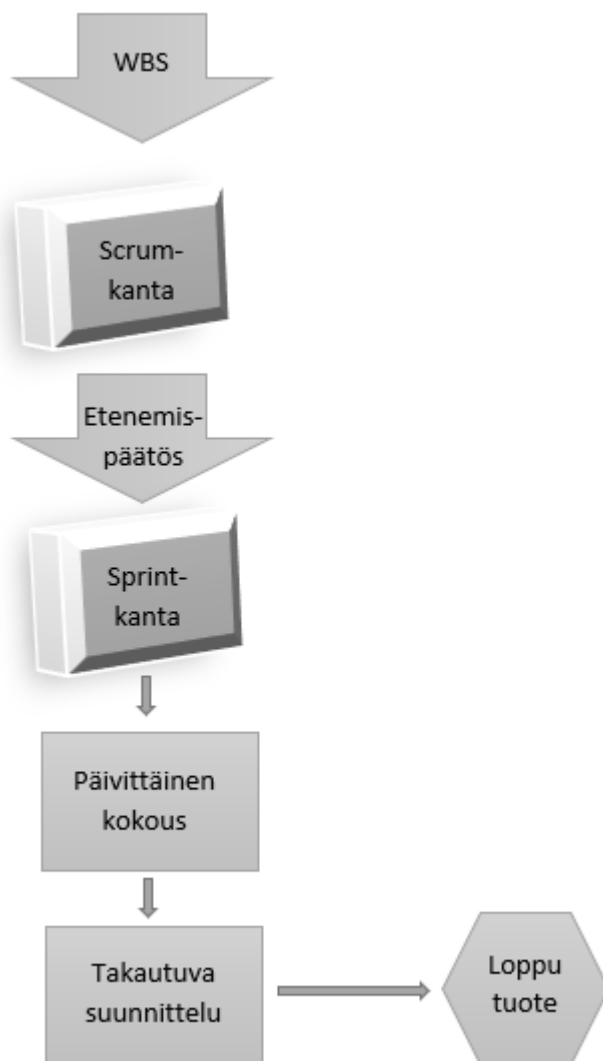 WBS
Scrum-
kanta
Etenemis-
päätös
Sprint-
kanta
Päivittäinen
kokous
Takautuva
suunnittelu
Loppu
tuote